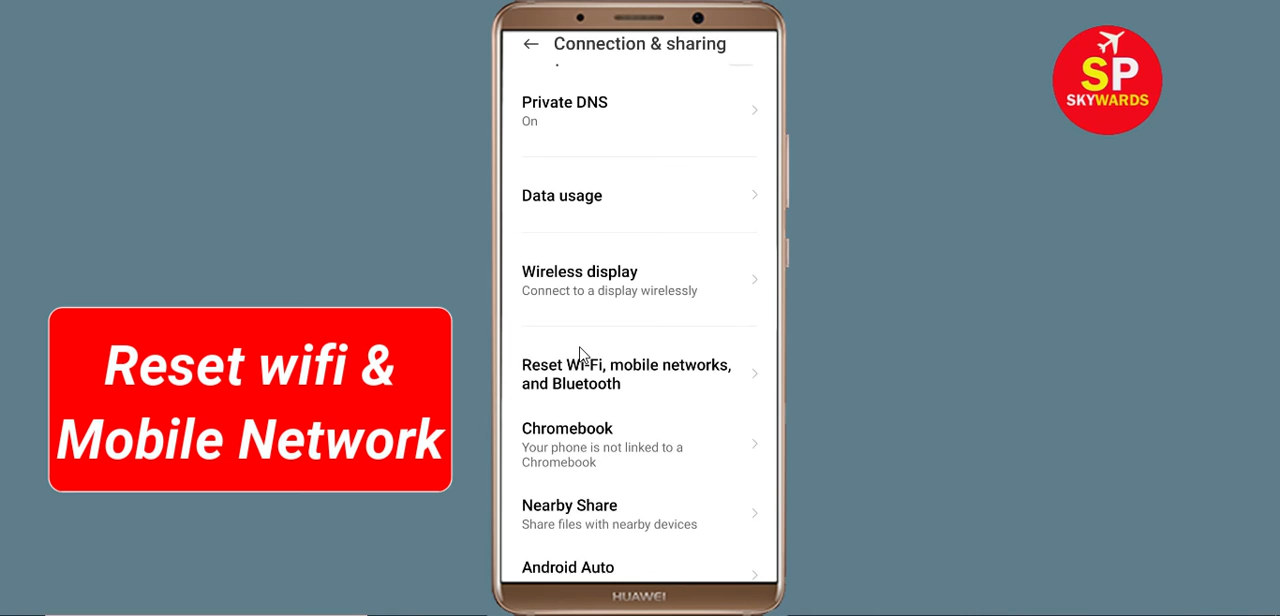 Connection & sharing
Private DNS
On
Data usage
Wireless display
Connect to a display wirelessly
Reset Wi-Fi, mobile networks,
and Bluetooth
Chromebook
Your phone is not linked to a
Chromebook
Nearby Share
Share files with nearby devices
Android Auto
HUAWEI
Reset wifi &
Mobile Network
SP
SKYWARDS